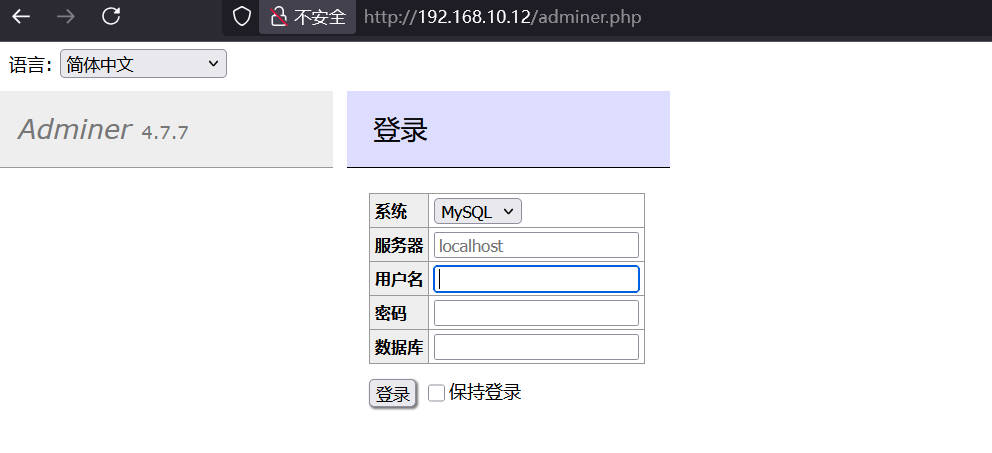 不安全 http://192.168.10.12/adminer.php
语言: 简体中文
Adminer 4.7.7
登录
系统 MySQL
服务器 localhost
用户名
密码
数据库
登录 保持登录